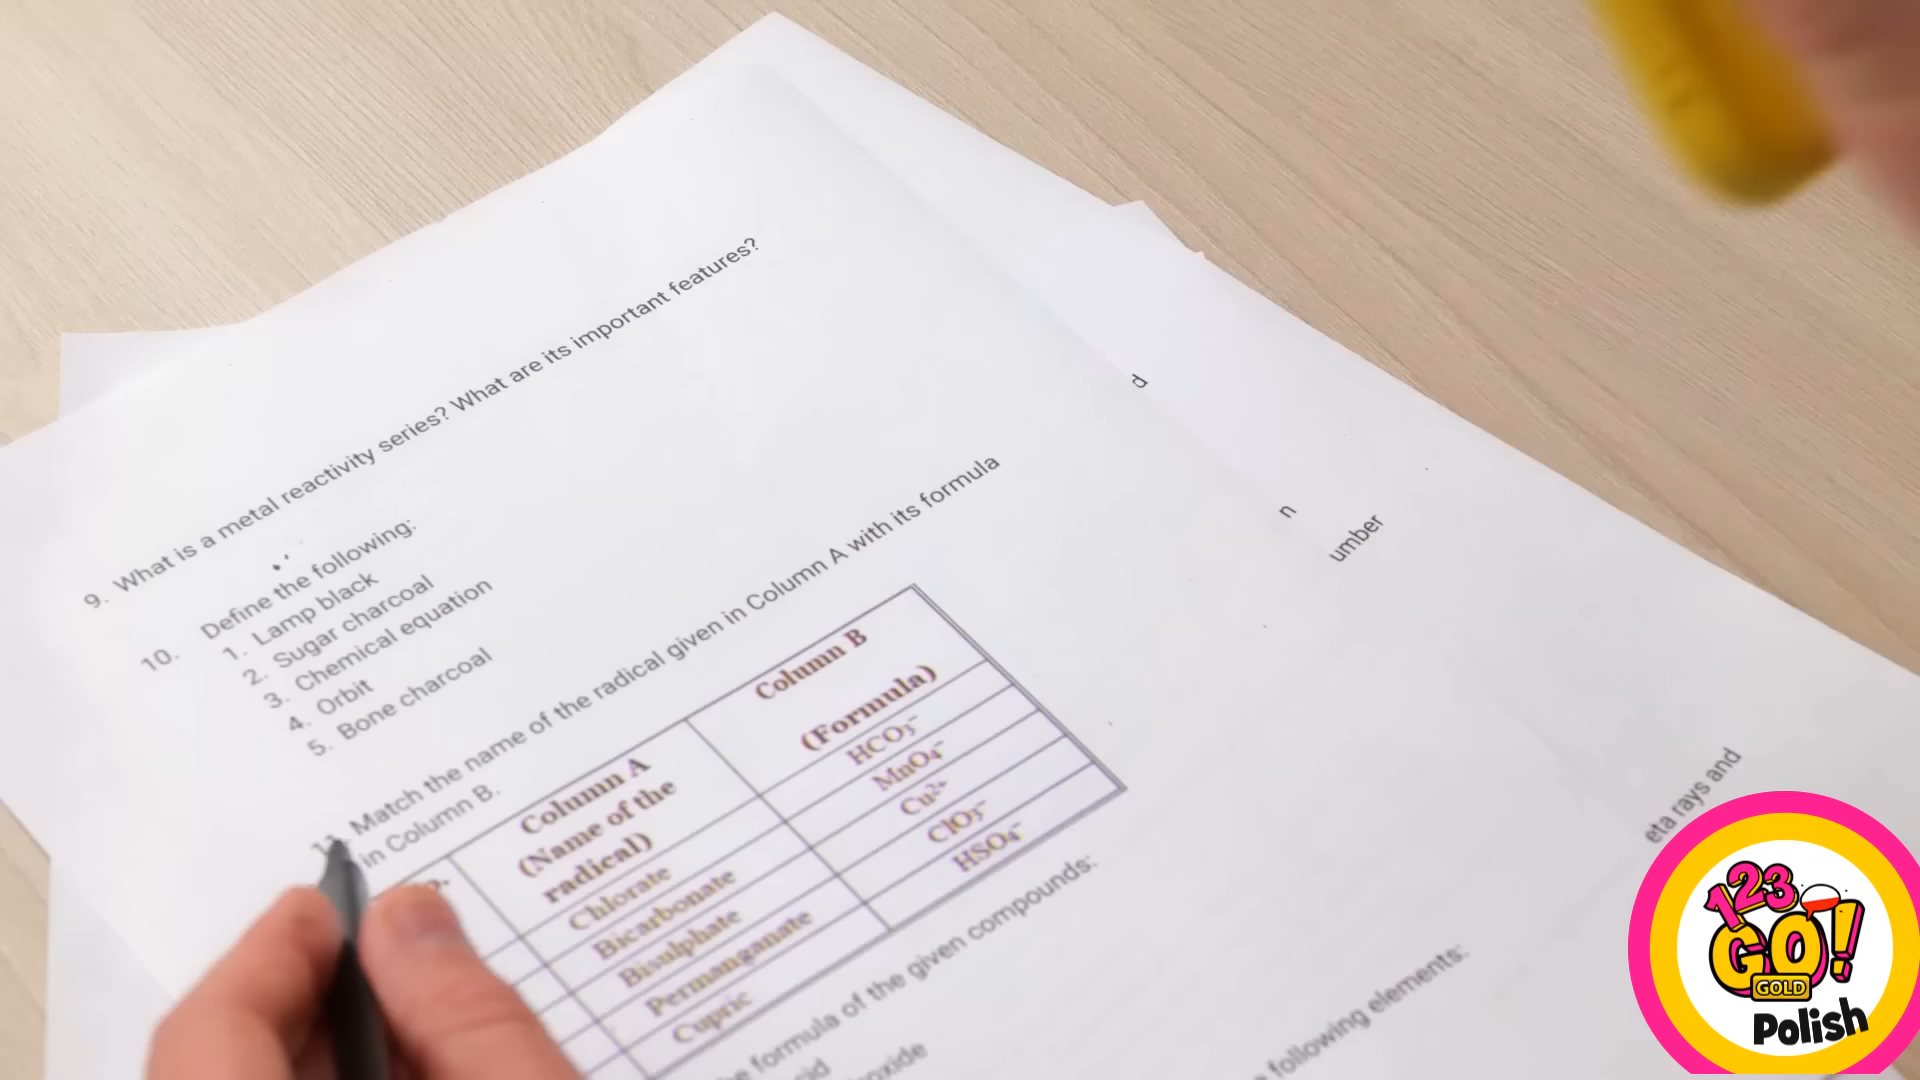 9. What is a metal reactivity series? What are its important features?
10. Define the following:
1. Lamp black
2. Sugar charcoal
3. Chemical equation
4. Orbit
5. Bone charcoal
Match the name of the radical given in Column A with its formula
in Column B.
Column A
(Name of the
radical)
Column B
(Formula)
Chlorate
HCO₃⁻
Bicarbonate
MnO₄⁻
Bisulphate
Cu²⁺
Permanganate
ClO₃⁻
Cupric
HSO₄⁻
formula of the given compounds:
following elements:
d
n
umber
eta rays and
123
GO!
GOLD
Polish